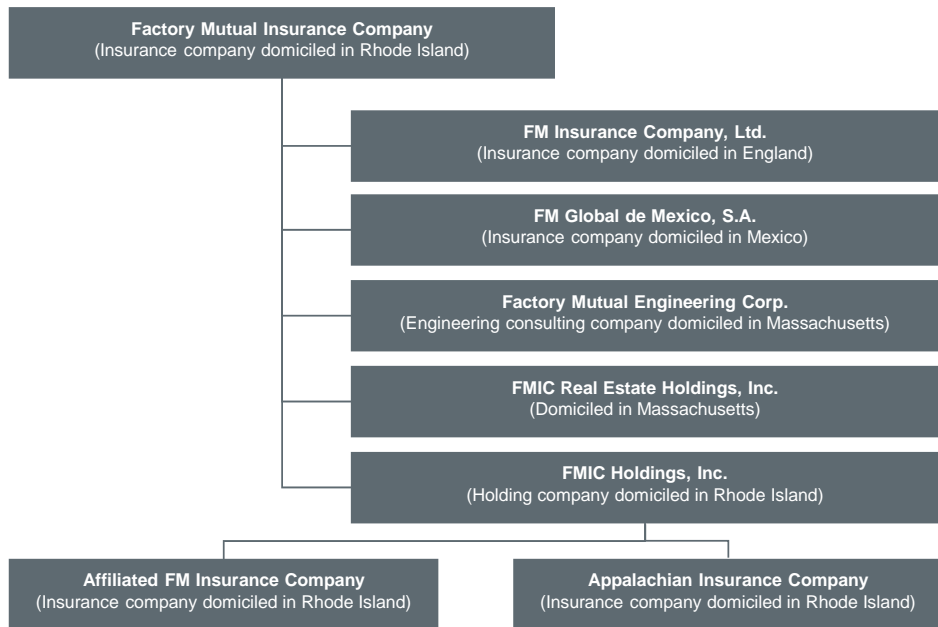 Factory Mutual Insurance Company
(Insurance company domiciled in Rhode Island)
FM Insurance Company, Ltd.
(Insurance company domiciled in England)
FM Global de Mexico, S.A.
(Insurance company domiciled in Mexico)
Factory Mutual Engineering Corp.
(Engineering consulting company domiciled in Massachusetts)
FMIC Real Estate Holdings, Inc.
(Domiciled in Massachusetts)
FMIC Holdings, Inc.
(Holding company domiciled in Rhode Island)
Affiliated FM Insurance Company
(Insurance company domiciled in Rhode Island)
Appalachian Insurance Company
(Insurance company domiciled in Rhode Island)